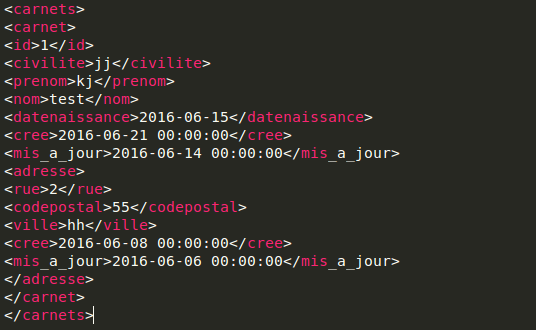 <carnets>
<carnet>
<id>1</id>
<civilite>jj</civilite>
<prenom>kj</prenom>
<nom>test</nom>
<datenaissance>2016-06-15</datenaissance>
<cree>2016-06-21 00:00:00</cree>
<mis_a_jour>2016-06-14 00:00:00</mis_a_jour>
<adresse>
<rue>2</rue>
<codepostal>55</codepostal>
<ville>hh</ville>
<cree>2016-06-08 00:00:00</cree>
<mis_a_jour>2016-06-06 00:00:00</mis_a_jour>
</adresse>
</carnet>
</carnets>